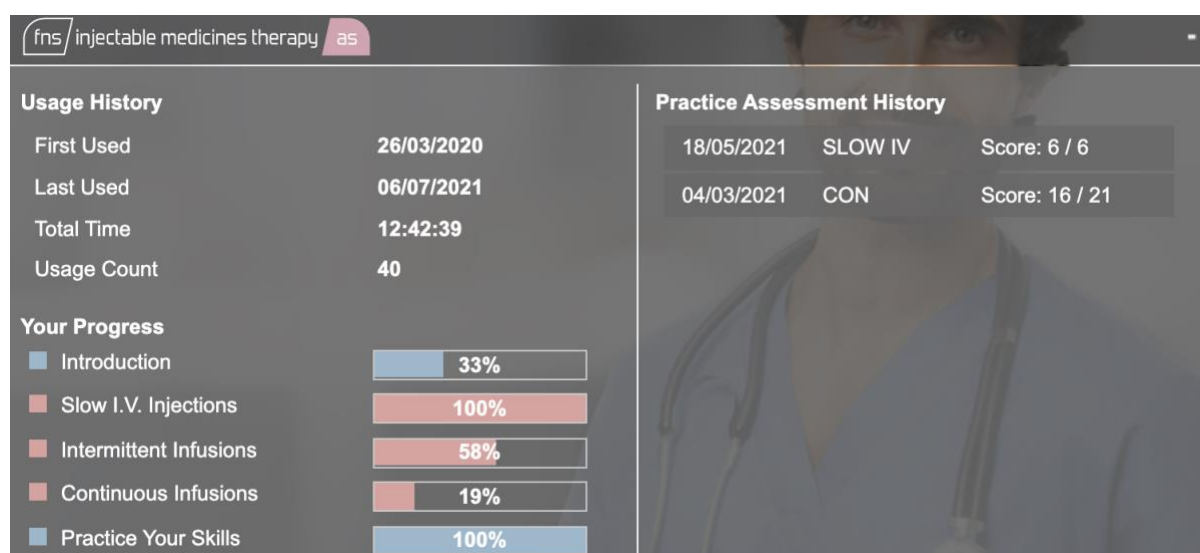 fns injectable medicines therapy as
Usage History
First Used 26/03/2020
Last Used 06/07/2021
Total Time 12:42:39
Usage Count 40
Your Progress
Introduction 33%
Slow I.V. Injections 100%
Intermittent Infusions 58%
Continuous Infusions 19%
Practice Your Skills 100%
Practice Assessment History
18/05/2021 SLOW IV Score: 6 / 6
04/03/2021 CON Score: 16 / 21